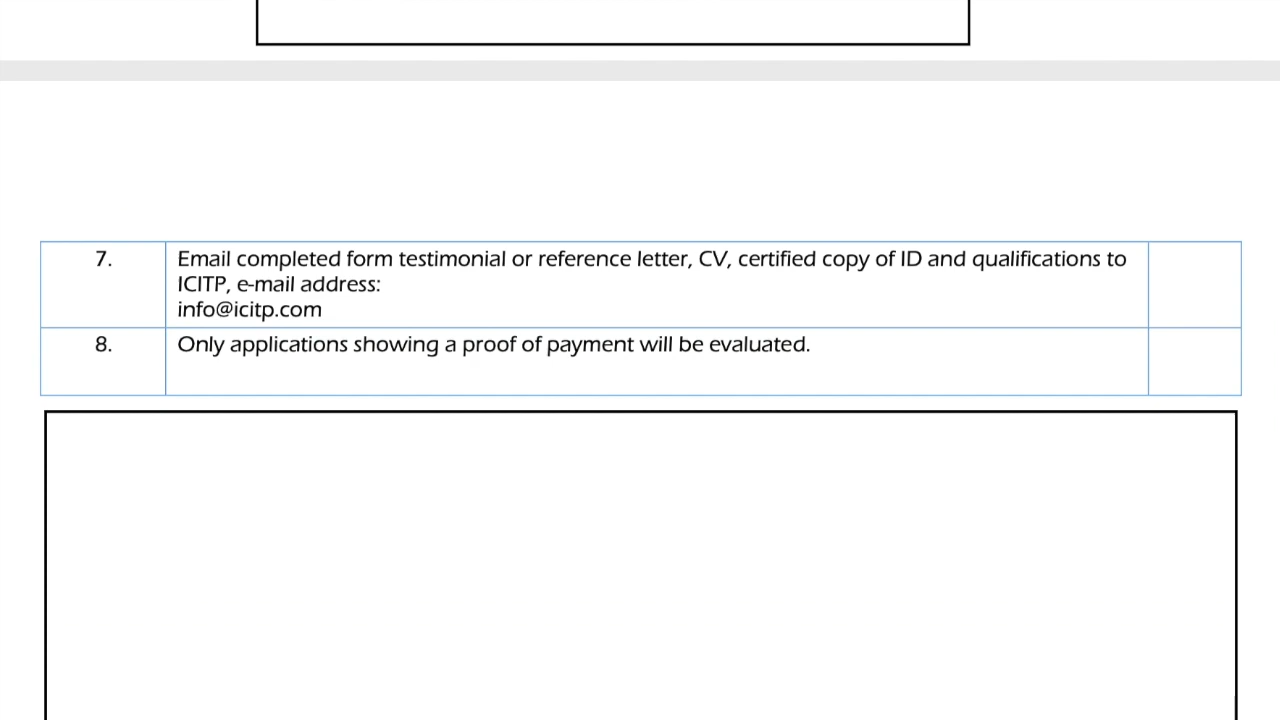 7.
Email completed form testimonial or reference letter, CV, certified copy of ID and qualifications to
ICITP, e-mail address:
info@icitp.com
8.
Only applications showing a proof of payment will be evaluated.